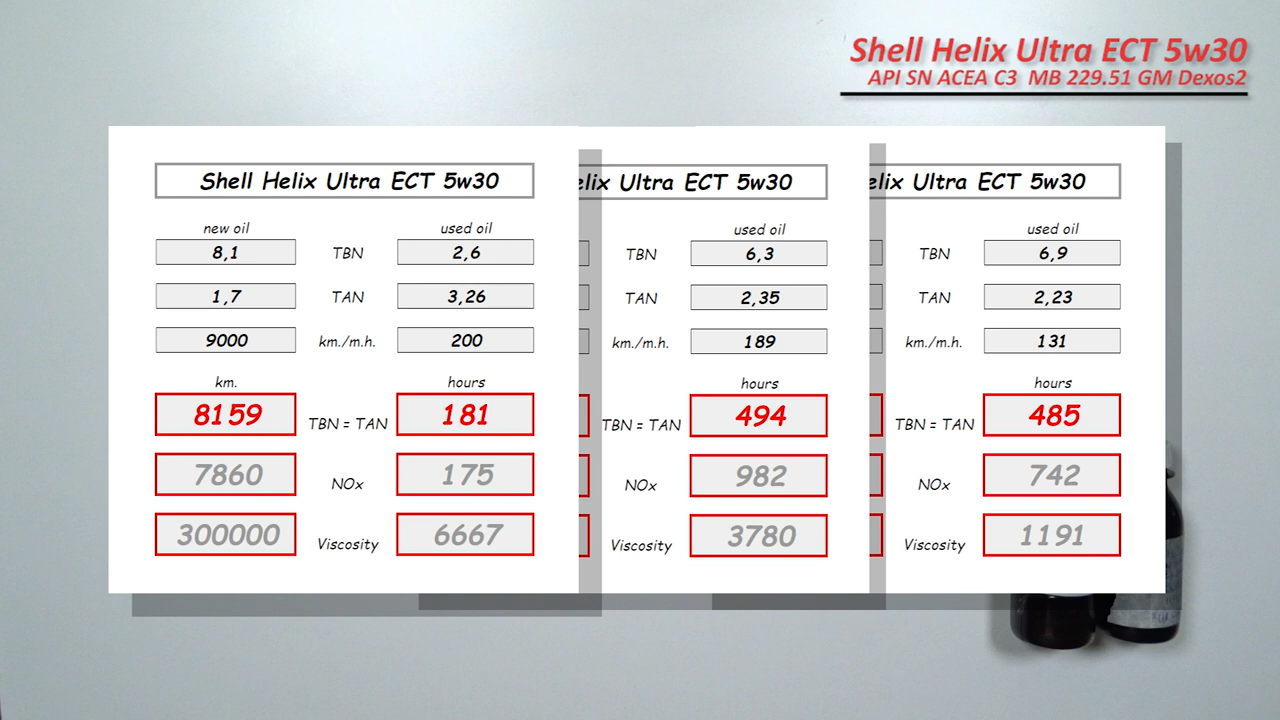 Shell Helix Ultra ECT 5w30
API SN ACEA C3 MB 229.51 GM Dexos2
Shell Helix Ultra ECT 5w30
new oil used oil
8,1 TBN 2,6
1,7 TAN 3,26
9000 km./m.h. 200
km. hours
8159 TBN = TAN 181
7860 NOx 175
300000 Viscosity 6667
elix Ultra ECT 5w30
used oil
TBN 6,3
TAN 2,35
km./m.h. 189
hours
TBN = TAN 494
NOx 982
Viscosity 3780
elix Ultra ECT 5w30
used oil
TBN 6,9
TAN 2,23
km./m.h. 131
hours
TBN = TAN 485
NOx 742
Viscosity 1191